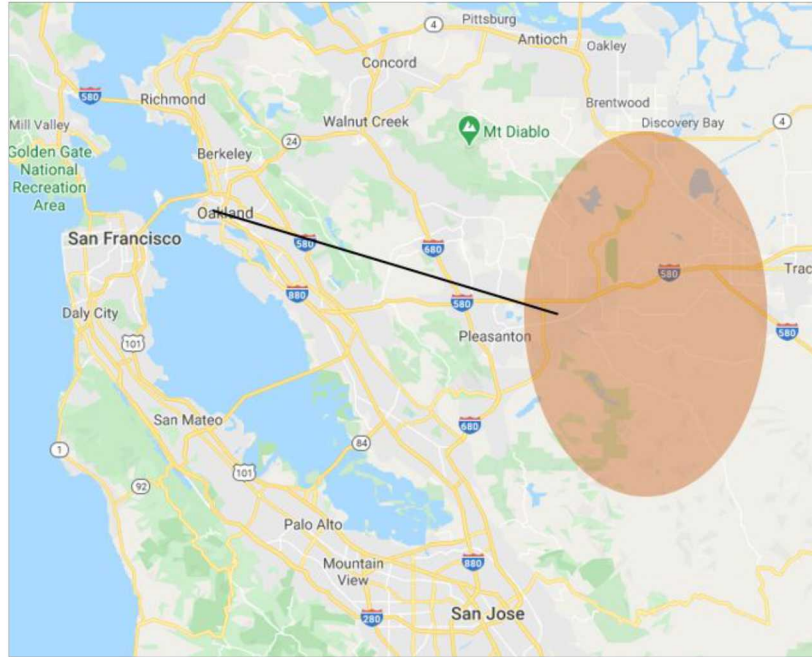 Pittsburg
4
Antioch
Oakley
Concord
580
Richmond
Brentwood
Mill Valley
Walnut Creek
Discovery Bay
4
24
Mt Diablo
Golden Gate
National
Recreation
Area
Berkeley
Oakland
San Francisco
580
680
580
Trac
880
580
Daly City
101
Pleasanton
580
San Mateo
680
1
84
101
92
Palo Alto
Mountain
View
880
280
San Jose